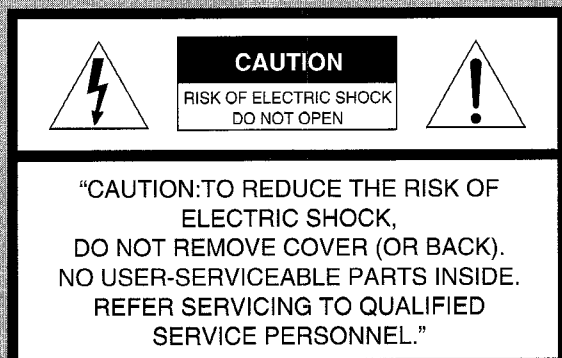 CAUTION
RISK OF ELECTRIC SHOCK
DO NOT OPEN
“CAUTION:TO REDUCE THE RISK OF
ELECTRIC SHOCK,
DO NOT REMOVE COVER (OR BACK).
NO USER-SERVICEABLE PARTS INSIDE.
REFER SERVICING TO QUALIFIED
SERVICE PERSONNEL.”